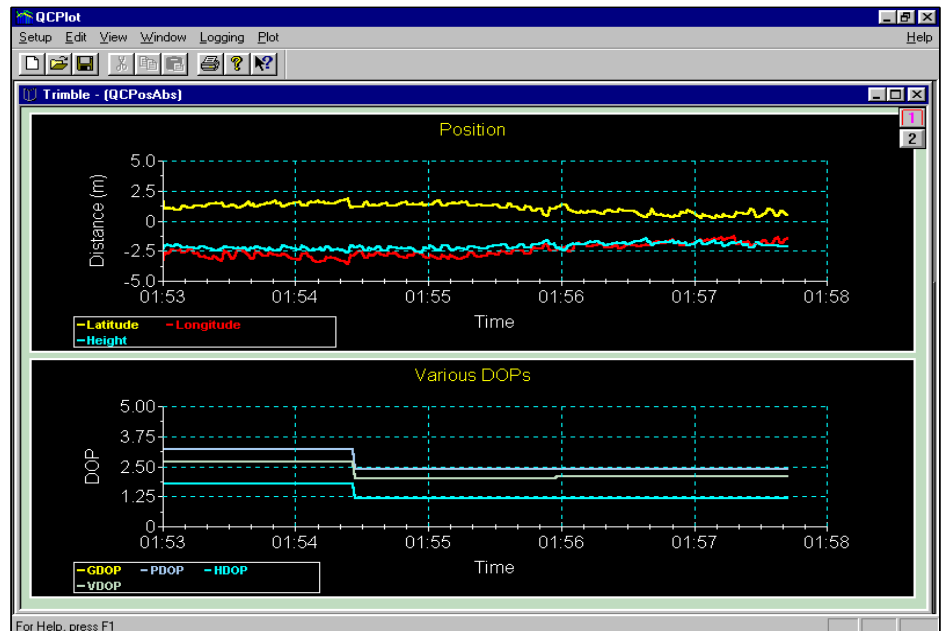 QCPlot
Setup Edit View Window Logging Plot Help
Trimble - (QCPosAbs)
1
2
Position
Distance (m)
5.0
2.5
0
-2.5
-5.0
01:53 01:54 01:55 01:56 01:57 01:58
Time
Latitude Longitude
Height
Various DOPs
DOP
5.00
3.75
2.50
1.25
0
01:53 01:54 01:55 01:56 01:57 01:58
Time
GDOP PDOP HDOP
VDOP
For Help, press F1